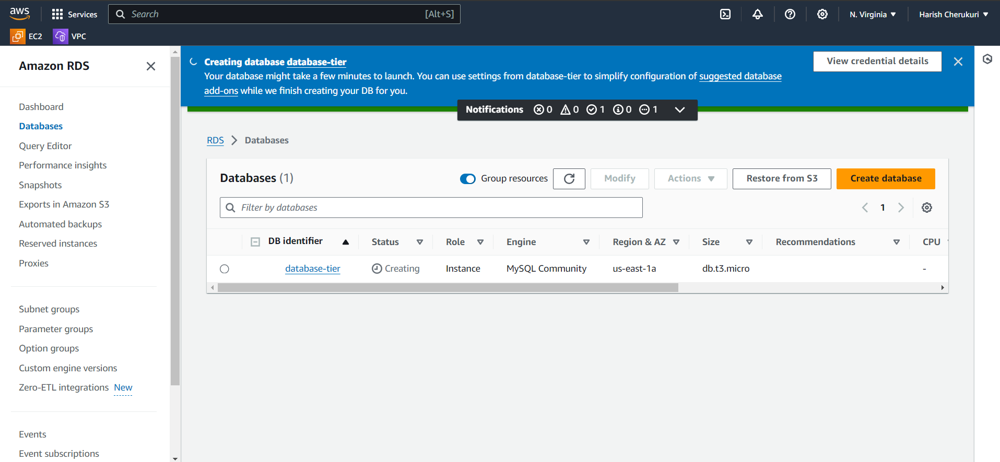 aws
Services
Search
[Alt+S]
N. Virginia
Harish Cherukuri
EC2
VPC
Amazon RDS
Dashboard
Databases
Query Editor
Performance insights
Snapshots
Exports in Amazon S3
Automated backups
Reserved instances
Proxies
Subnet groups
Parameter groups
Option groups
Custom engine versions
Zero-ETL integrations New
Events
Event subscriptions
Creating database database-tier
Your database might take a few minutes to launch. You can use settings from database-tier to simplify configuration of suggested database
add-ons while we finish creating your DB for you.
View credential details
Notifications 0 0 1 0 1
RDS Databases
Databases (1)
Group resources
Modify
Actions
Restore from S3
Create database
Filter by databases
1
DB identifier Status Role Engine Region & AZ Size Recommendations CPU
database-tier Creating Instance MySQL Community us-east-1a db.t3.micro -